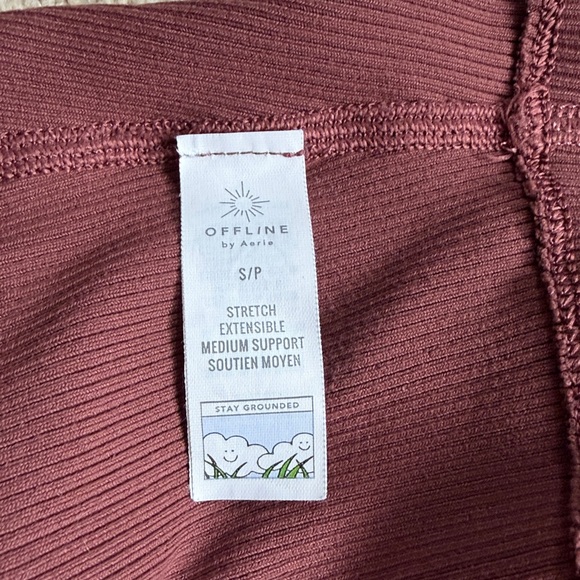 OFFLINE
by Aerie
S/P
STRETCH
EXTENSIBLE
MEDIUM SUPPORT
SOUTIEN MOYEN
STAY GROUNDED